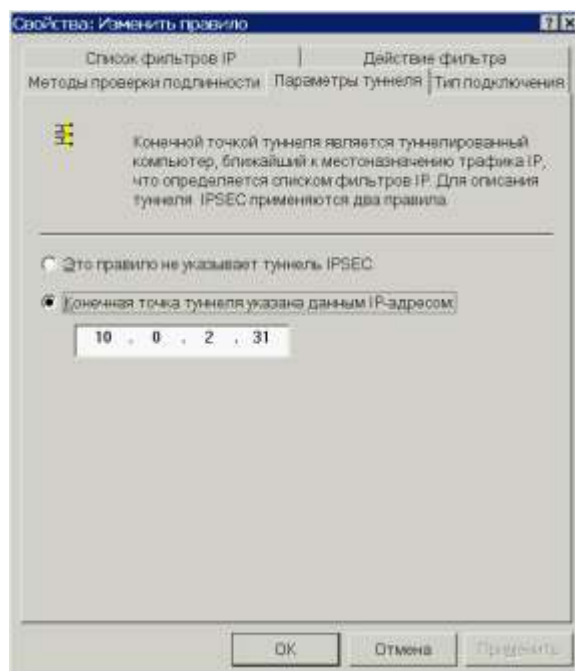 Свойства: Изменить правило
Список фильтров IP
Действие фильтра
Методы проверки подлинности
Параметры туннеля
Тип подключения
Конечной точкой туннеля является туннелированный
компьютер, ближайший к местоназначению трафика IP,
что определяется списком фильтров IP. Для описания
туннеля IPSEC применяются два правила.
Это правило не указывает туннель IPSEC
Конечная точка туннеля указана данным IP-адресом:
10 . 0 . 2 . 31
OK
Отмена
Применить